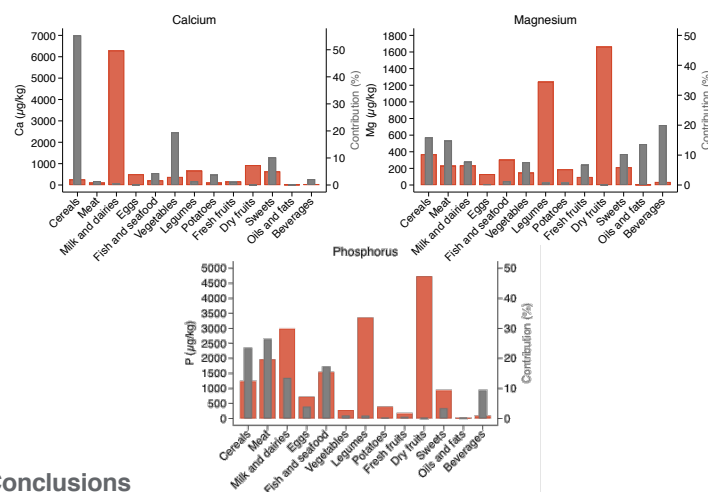 Calcium
Ca (µg/kg)
7000
6000
5000
4000
3000
2000
1000
0
50
40
30
20
10
0
Contribution (%)
Cereals
Meat
Milk and dairies
Eggs
Fish and seafood
Vegetables
Legumes
Potatoes
Fresh fruits
Dry fruits
Sweets
Oils and fats
Beverages
Magnesium
Mg (µg/kg)
1800
1600
1400
1200
1000
800
600
400
200
0
50
40
30
20
10
0
Contribution (%)
Cereals
Meat
Milk and dairies
Eggs
Fish and seafood
Vegetables
Legumes
Potatoes
Fresh fruits
Dry fruits
Sweets
Oils and fats
Beverages
Phosphorus
P (µg/kg)
5000
4500
4000
3500
3000
2500
2000
1500
1000
500
0
50
40
30
20
10
0
Contribution (%)
Cereals
Meat
Milk and dairies
Eggs
Fish and seafood
Vegetables
Legumes
Potatoes
Fresh fruits
Dry fruits
Sweets
Oils and fats
Beverages
onclusions